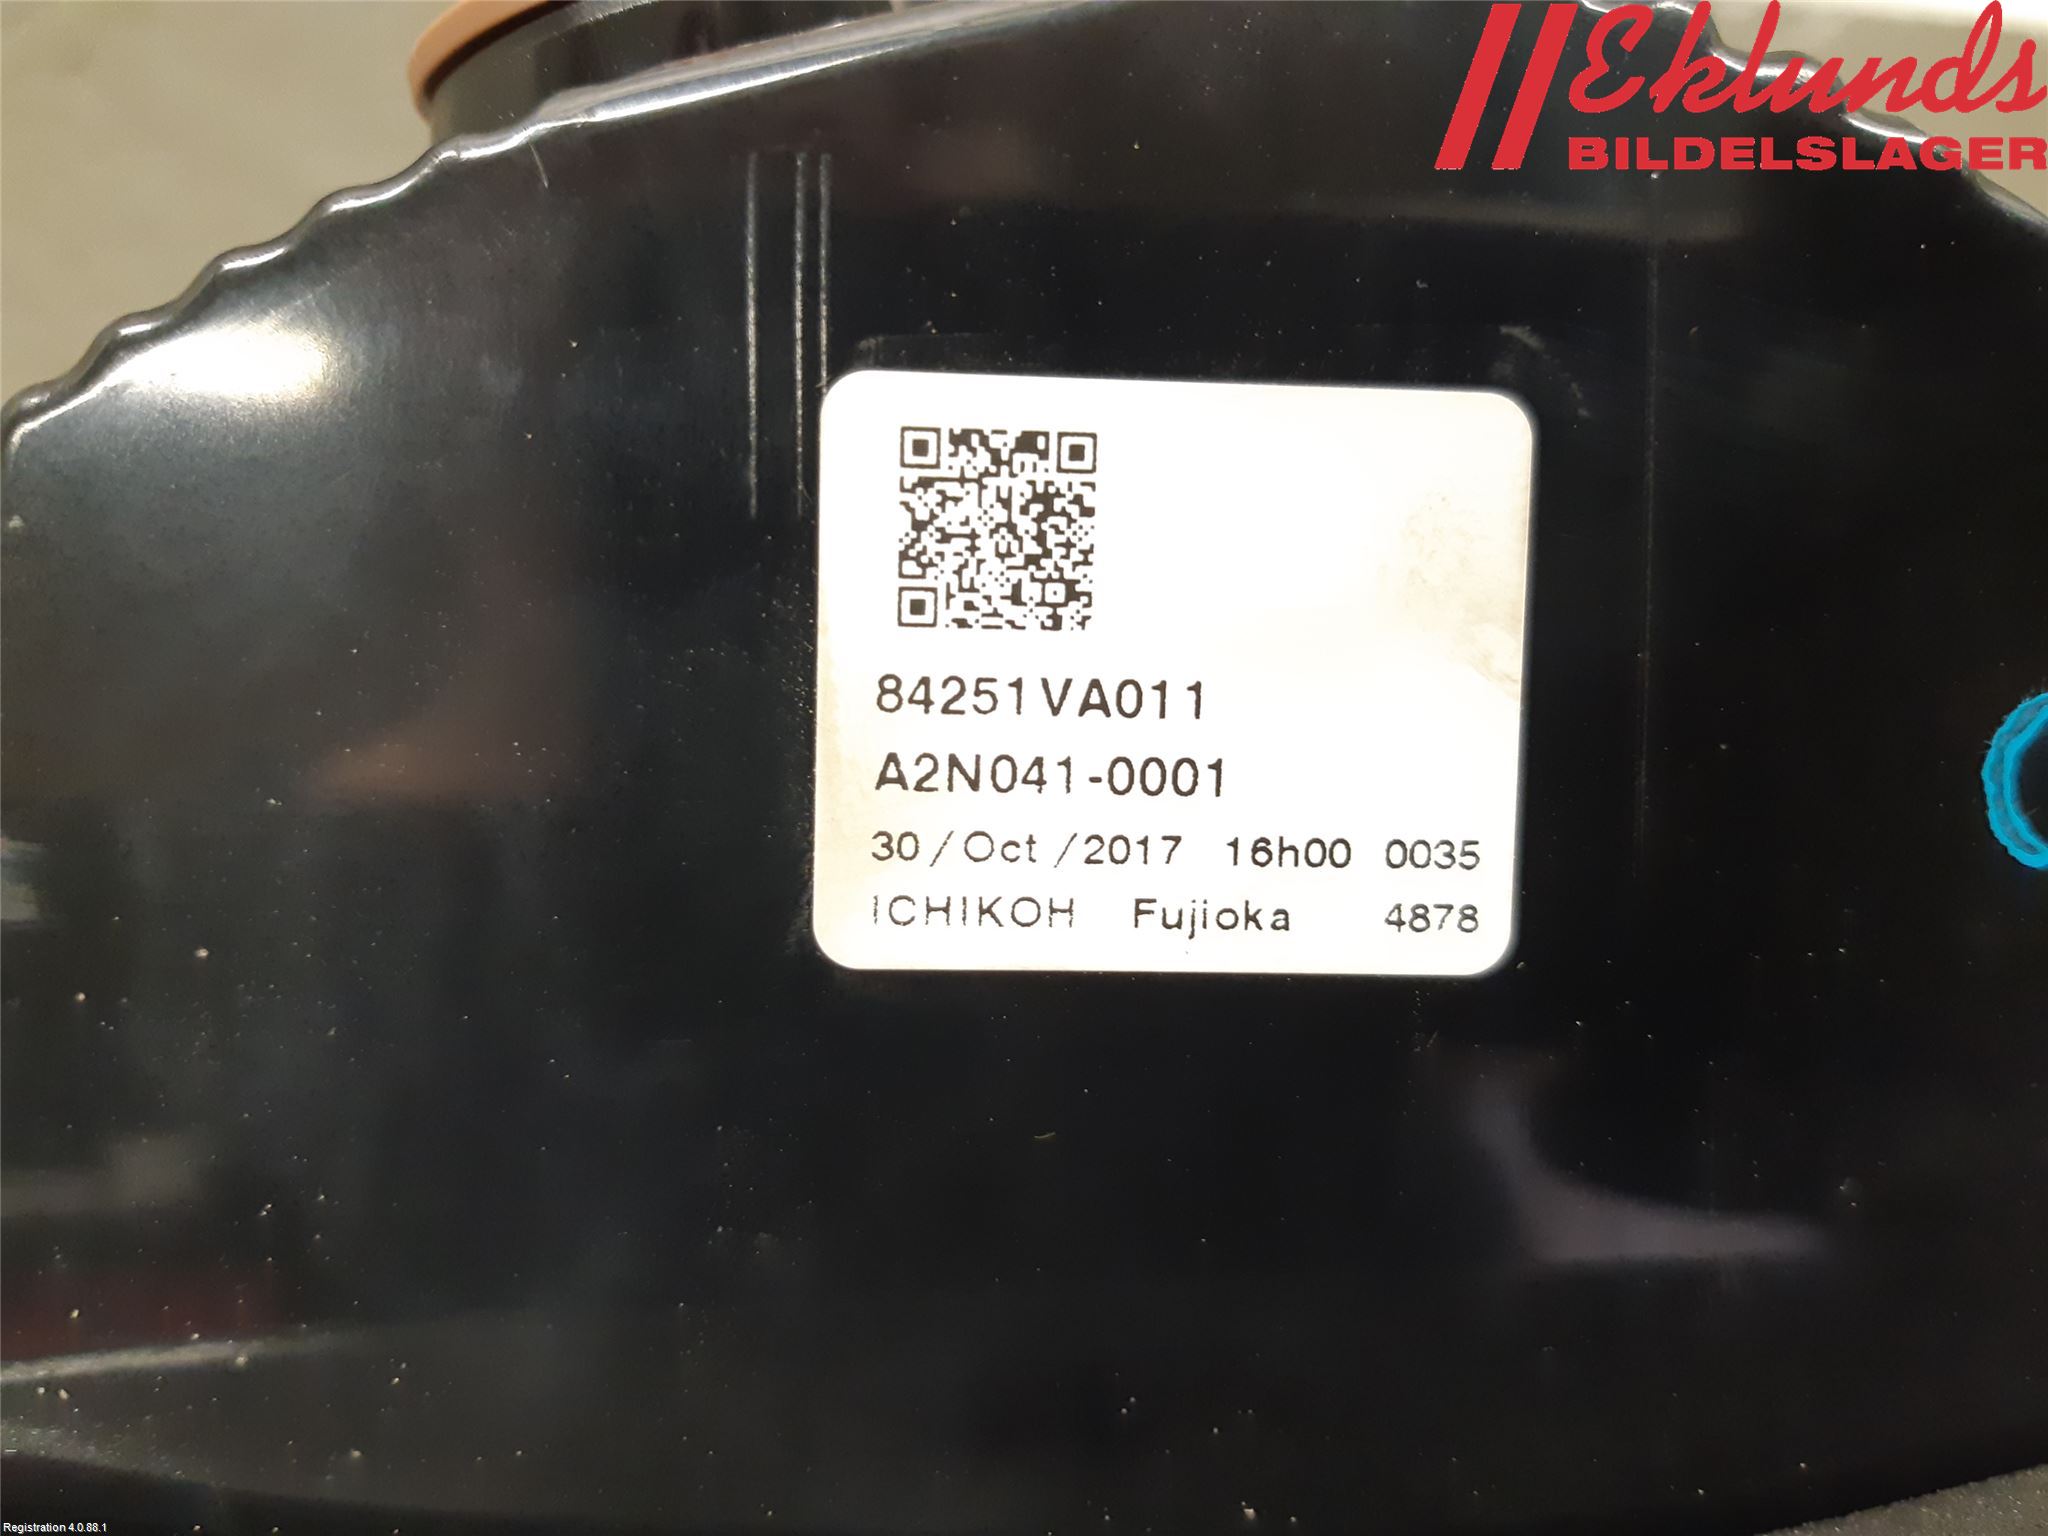 Eklunds
BILDELSLAGER
84251VA011
A2N041-0001
30/Oct/2017 16h00 0035
ICHIKOH Fujioka 4878
Registration 4.0.88.1